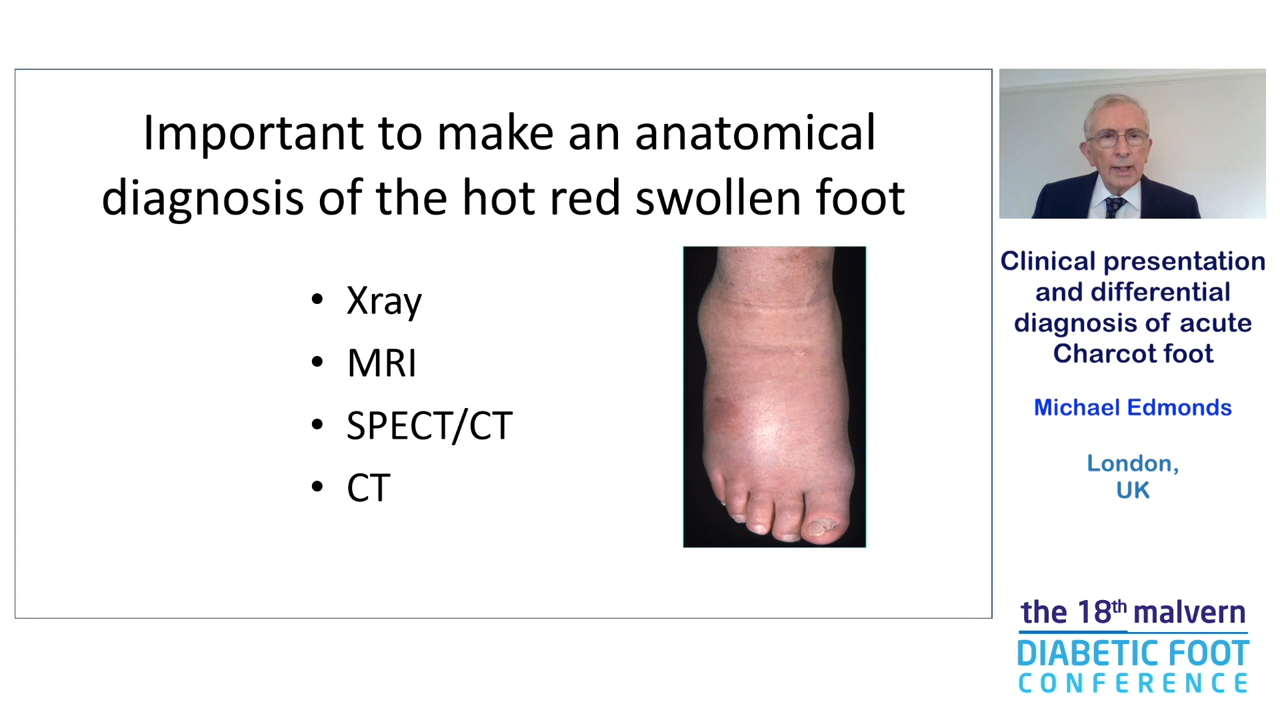 Important to make an anatomical
diagnosis of the hot red swollen foot
• Xray
• MRI
• SPECT/CT
• CT
Clinical presentation
and differential
diagnosis of acute
Charcot foot
Michael Edmonds
London,
UK
the 18th malvern
DIABETIC FOOT
CONFERENCE